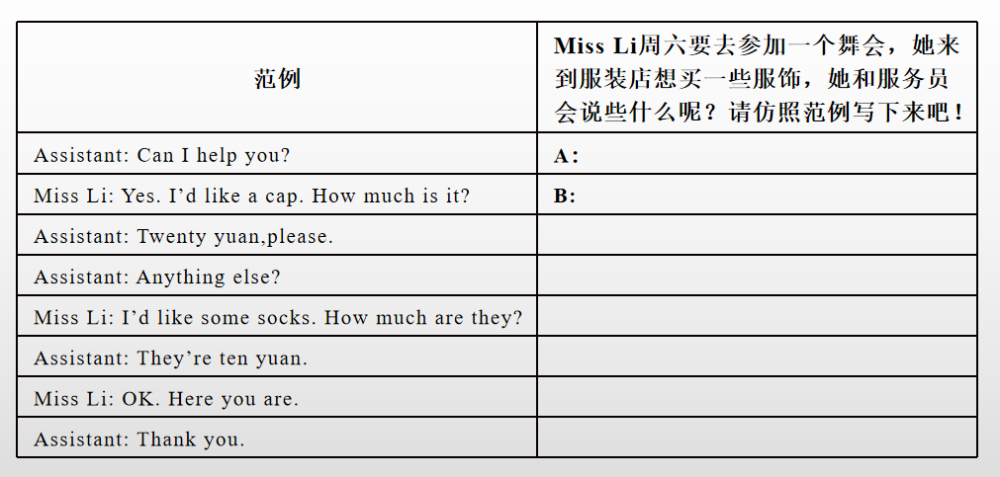 范例
Miss Li周六要去参加一个舞会，她来
到服装店想买一些服饰，她和服务员
会说些什么呢？请仿照范例写下来吧！
Assistant: Can I help you?
A:
Miss Li: Yes. I’d like a cap. How much is it?
B:
Assistant: Twenty yuan,please.
Assistant: Anything else?
Miss Li: I’d like some socks. How much are they?
Assistant: They’re ten yuan.
Miss Li: OK. Here you are.
Assistant: Thank you.